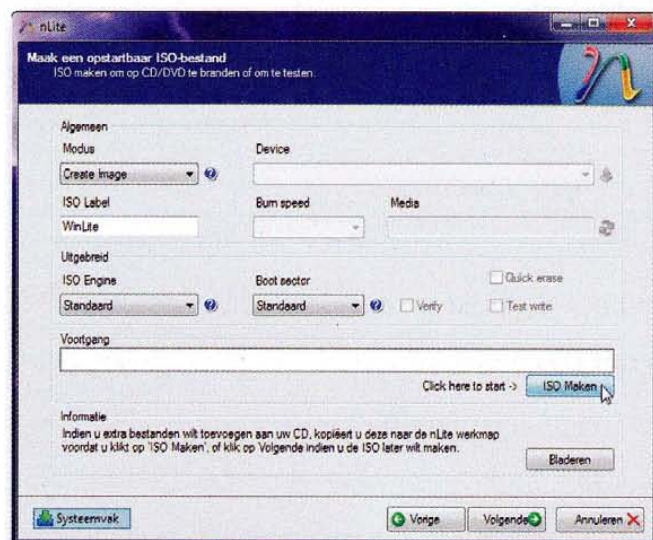 nLite
Maak een opstartbaar ISO-bestand
ISO maken om op CD/DVD te branden of om te testen.
Algemeen
Modus Device
Create Image
ISO Label Burn speed Media
WinLite
Uitgebreid
ISO Engine Boot sector Quick erase
Standaard Standaard Verify Test write
Voortgang
Click here to start -> ISO Maken
Informatie
Indien u extra bestanden wilt toevoegen aan uw CD, kopiëert u deze naar de nLite werkmap
voordat u klikt op 'ISO Maken', of klik op Volgende indien u de ISO later wilt maken.
Bladeren
Systeemvak Vorige Volgende Annuleren